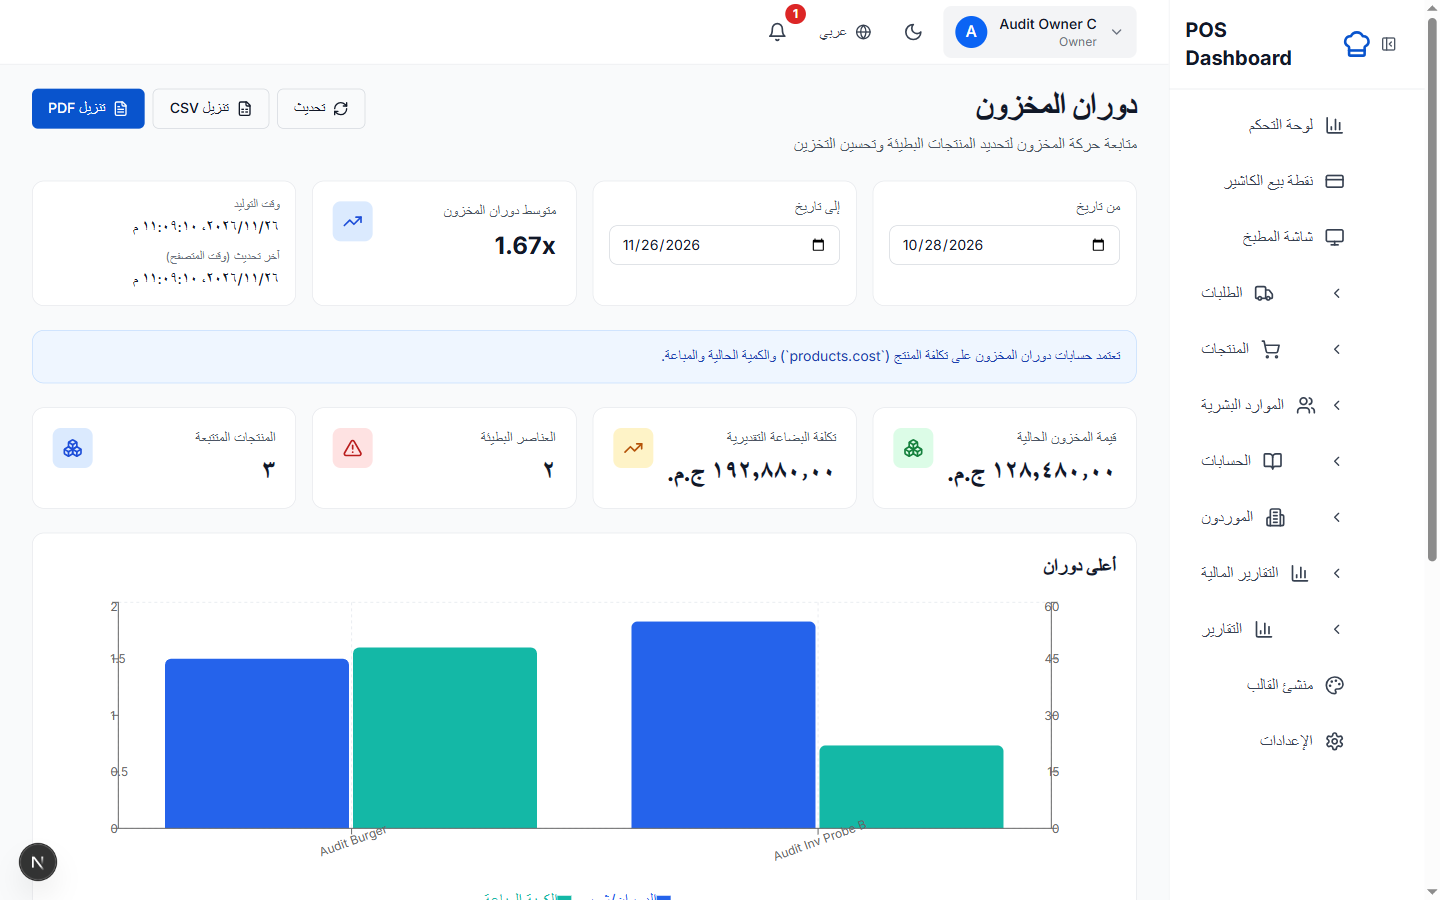 POS Dashboard
Audit Owner C
Owner
A
عربي
1
لوحة التحكم
نقطة بيع الكاشير
شاشة المطبخ
الطلبات
المنتجات
الموارد البشرية
الحسابات
الموردون
التقارير المالية
التقارير
منشئ القالب
الإعدادات
دوران المخزون
متابعة حركة المخزون لتحديد المنتجات البطيئة وتحسين التخزين
تحديث
تنزيل CSV
تنزيل PDF
من تاريخ
10/28/2026
إلى تاريخ
11/26/2026
متوسط دوران المخزون
1.67x
وقت التوليد
٢٠٢٦/١١/٢٦، ١١:٠٩:١٠ م
آخر تحديث (وقت المتصفح)
٢٠٢٦/١١/٢٦، ١١:٠٩:١٠ م
تعتمد حسابات دوران المخزون على تكلفة المنتج (`products.cost`) والكمية الحالية والمباعة.
قيمة المخزون الحالية
١٢٨,٤٨٠,٠٠ ج.م.
تكلفة البضاعة التقديرية
١٩٢,٨٨٠,٠٠ ج.م.
العناصر البطيئة
٢
المنتجات المتتبعة
٣
أعلى دوران
2
1.5
1
0.5
0
60
45
30
15
0
Audit Burger
Audit Inv Probe B
N